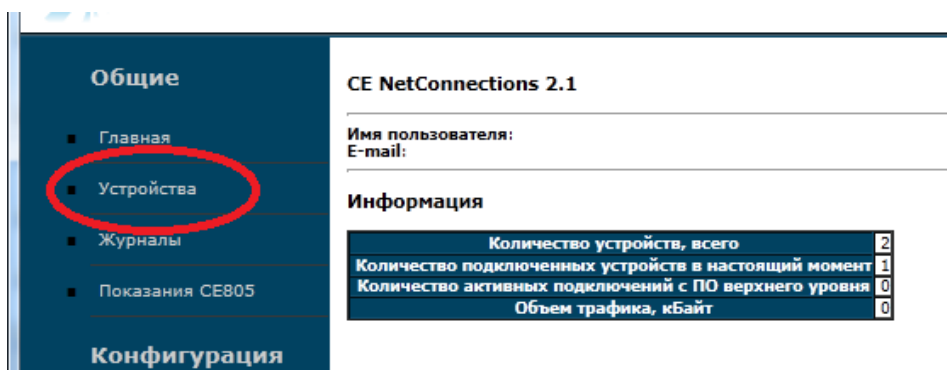 Общие
Главная
Устройства
Журналы
Показания CE805
Конфигурация
CE NetConnections 2.1
Имя пользователя:
E-mail:
Информация
Количество устройств, всего 2
Количество подключенных устройств в настоящий момент 1
Количество активных подключений с ПО верхнего уровня 0
Объем трафика, кБайт 0